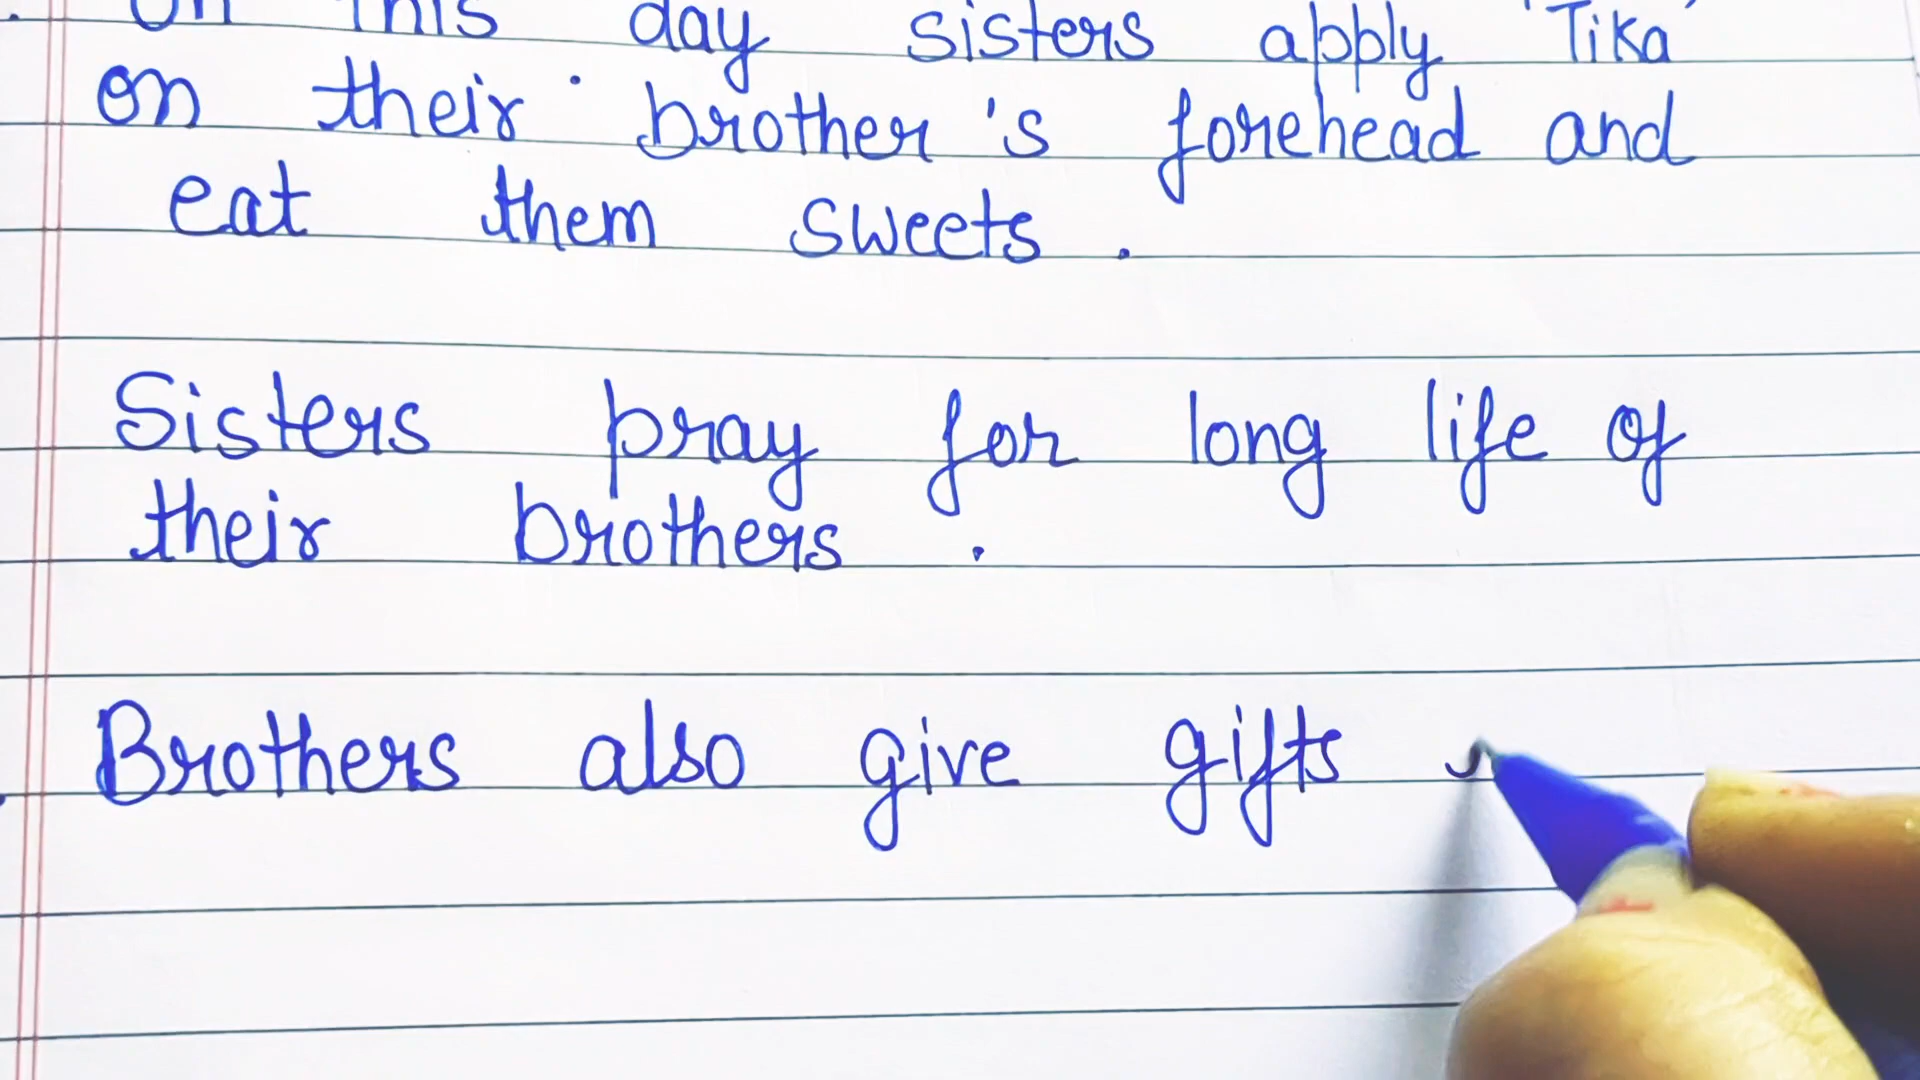 On this day sisters apply 'Tika'
on their brother's forehead and
eat them sweets.
Sisters pray for long life of
their brothers.
Brothers also give gifts